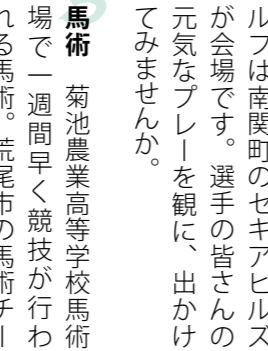 ルフは南関町のセキアヒルズ
が会場です。選手の皆さんの
元気なプレーを観に、出かけ
てみませんか。
馬術　菊池農業高等学校馬術
場で一週間早く競技が行わ
れる馬術。荒尾市の馬術チー